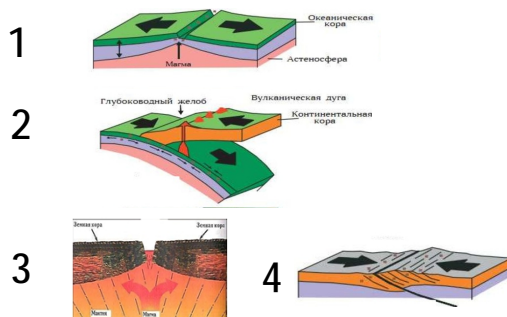 1
Океаническая
кора
Магма
Астеносфера
2
Глубоководный желоб
Вулканическая дуга
Континентальная
кора
3
Земная кора
Земная кора
Мантия
Магма
4